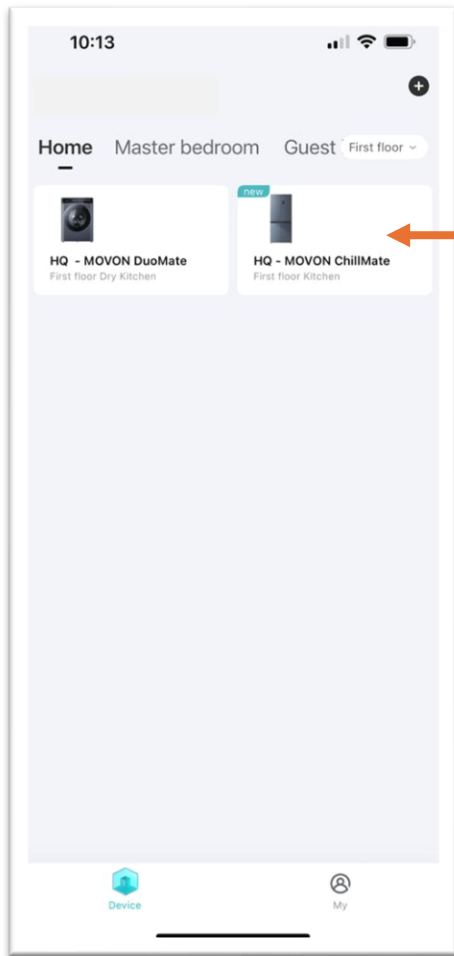 10:13
Home Master bedroom Guest First floor
new
HQ - MOVON DuoMate
First floor Dry Kitchen
HQ - MOVON ChillMate
First floor Kitchen
Device
My